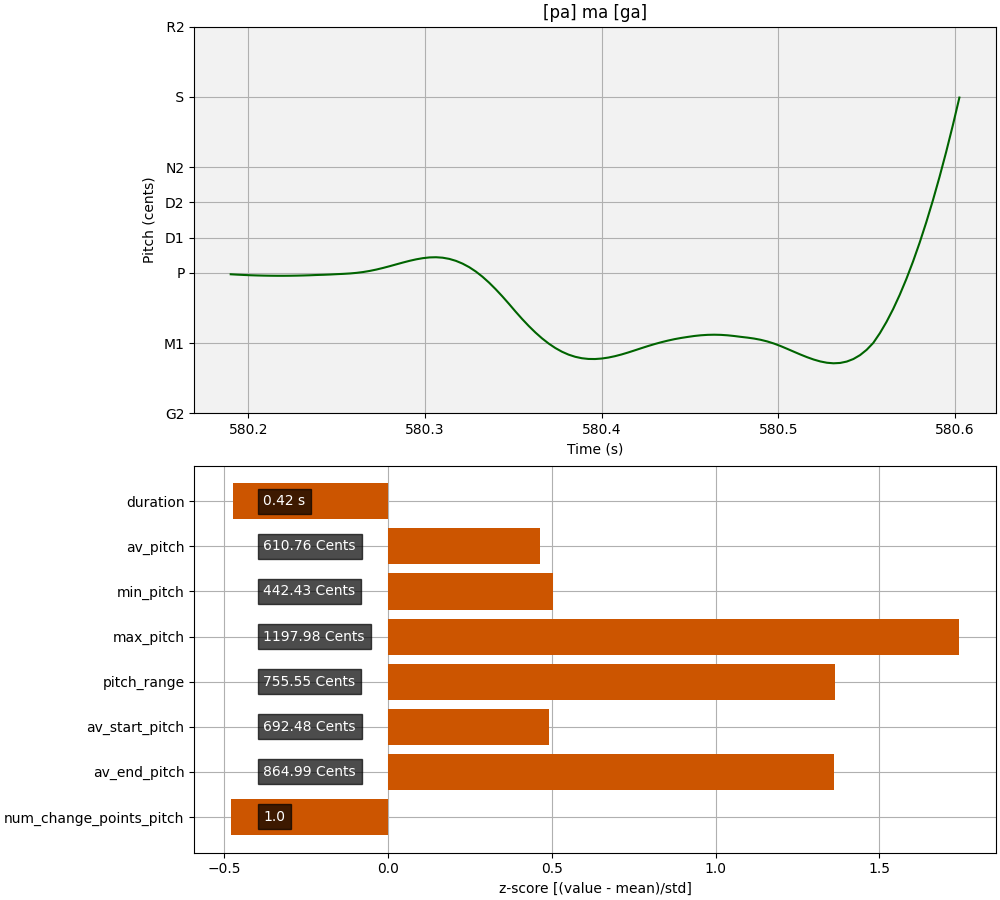 [pa] ma [ga]
R2
S
N2
D2
D1
P
M1
G2
Pitch (cents)
580.2 580.3 580.4 580.5 580.6
Time (s)
duration 0.42 s
av_pitch 610.76 Cents
min_pitch 442.43 Cents
max_pitch 1197.98 Cents
pitch_range 755.55 Cents
av_start_pitch 692.48 Cents
av_end_pitch 864.99 Cents
num_change_points_pitch 1.0
−0.5 0.0 0.5 1.0 1.5
z-score [(value - mean)/std]